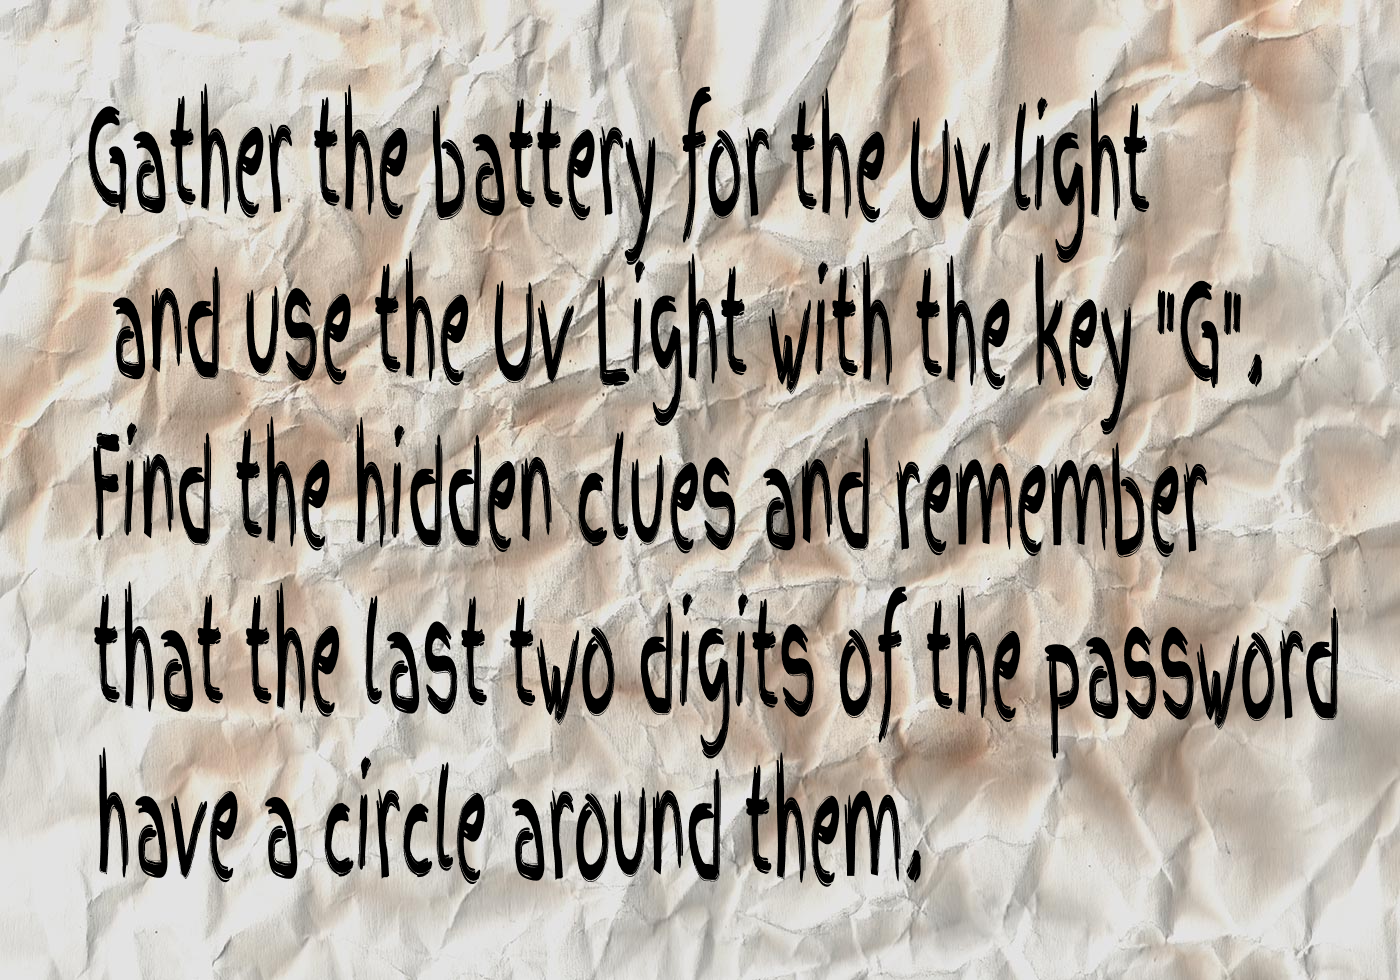 Gather the battery for the Uv light
and use the Uv Light with the key "G".
Find the hidden clues and remember
that the last two digits of the password
have a circle around them.